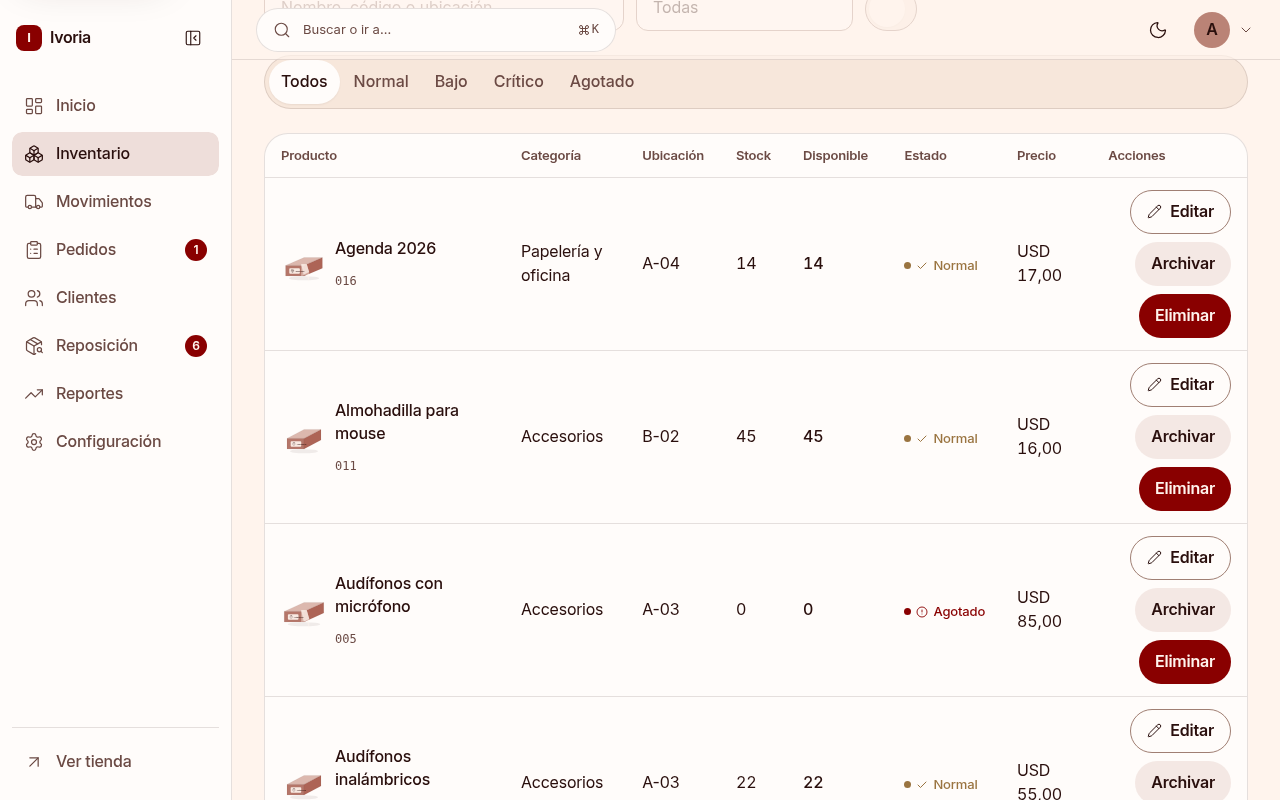 I Ivoria
Inicio
Inventario
Movimientos
Pedidos 1
Clientes
Reposición 6
Reportes
Configuración
Ver tienda
Nombre, código o ubicación
Todas
Buscar o ir a... ⌘K
A
Todos Normal Bajo Crítico Agotado
Producto Categoría Ubicación Stock Disponible Estado Precio Acciones
Agenda 2026
016
Papelería y
oficina
A-04 14 14 Normal
USD
17,00
Editar
Archivar
Eliminar
Almohadilla para
mouse
011
Accesorios B-02 45 45 Normal
USD
16,00
Editar
Archivar
Eliminar
Audífonos con
micrófono
005
Accesorios A-03 0 0 Agotado
USD
85,00
Editar
Archivar
Eliminar
Audífonos
inalámbricos
Accesorios A-03 22 22 Normal
USD
55,00
Editar
Archivar